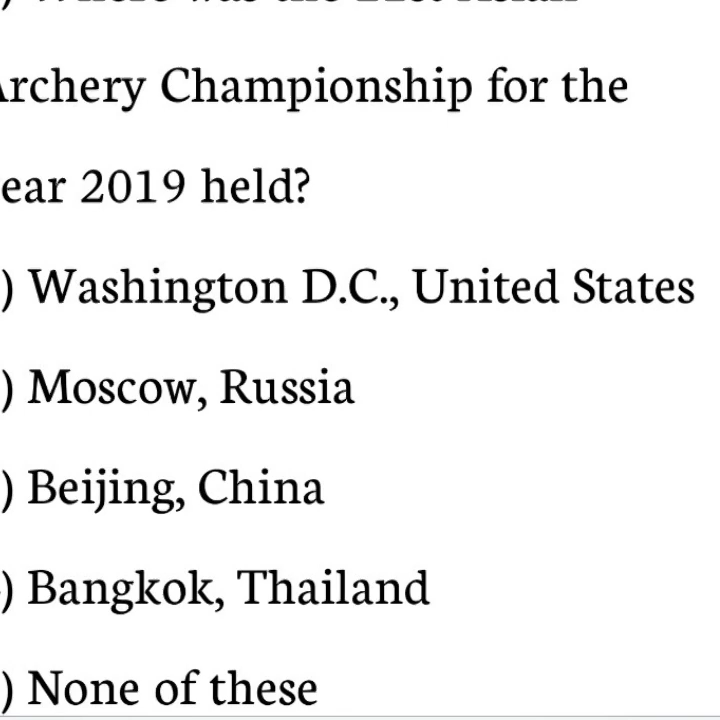 Archery Championship for the
ear 2019 held?
) Washington D.C., United States
) Moscow, Russia
) Beijing, China
) Bangkok, Thailand
) None of these